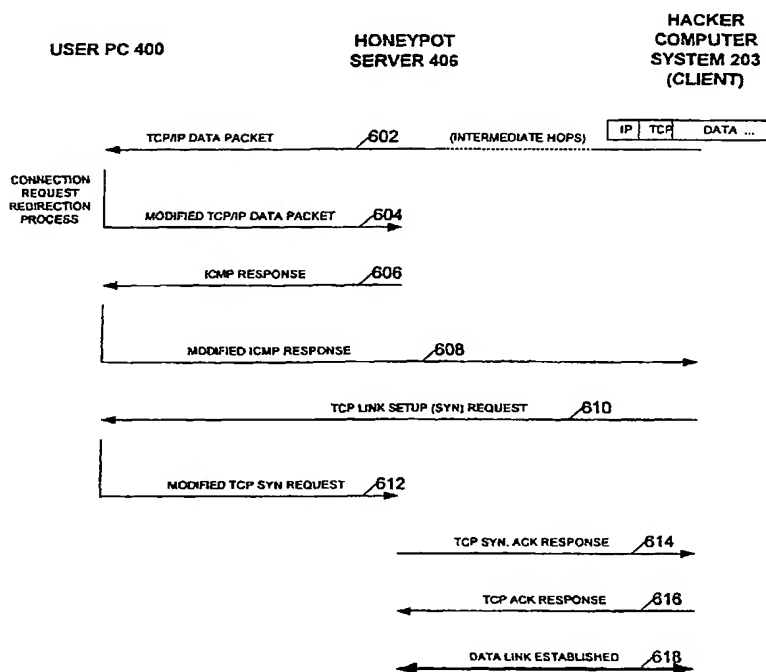 USER PC 400
HONEYPOT
SERVER 406
HACKER
COMPUTER
SYSTEM 203
(CLIENT)
IP TCP DATA ...
TCP/IP DATA PACKET 602 (INTERMEDIATE HOPS)
CONNECTION
REQUEST
REDIRECTION
PROCESS
MODIFIED TCP/IP DATA PACKET 604
ICMP RESPONSE 606
MODIFIED ICMP RESPONSE 608
TCP LINK SETUP (SYN) REQUEST 610
MODIFIED TCP SYN REQUEST 612
TCP SYN, ACK RESPONSE 614
TCP ACK RESPONSE 616
DATA LINK ESTABLISHED 618